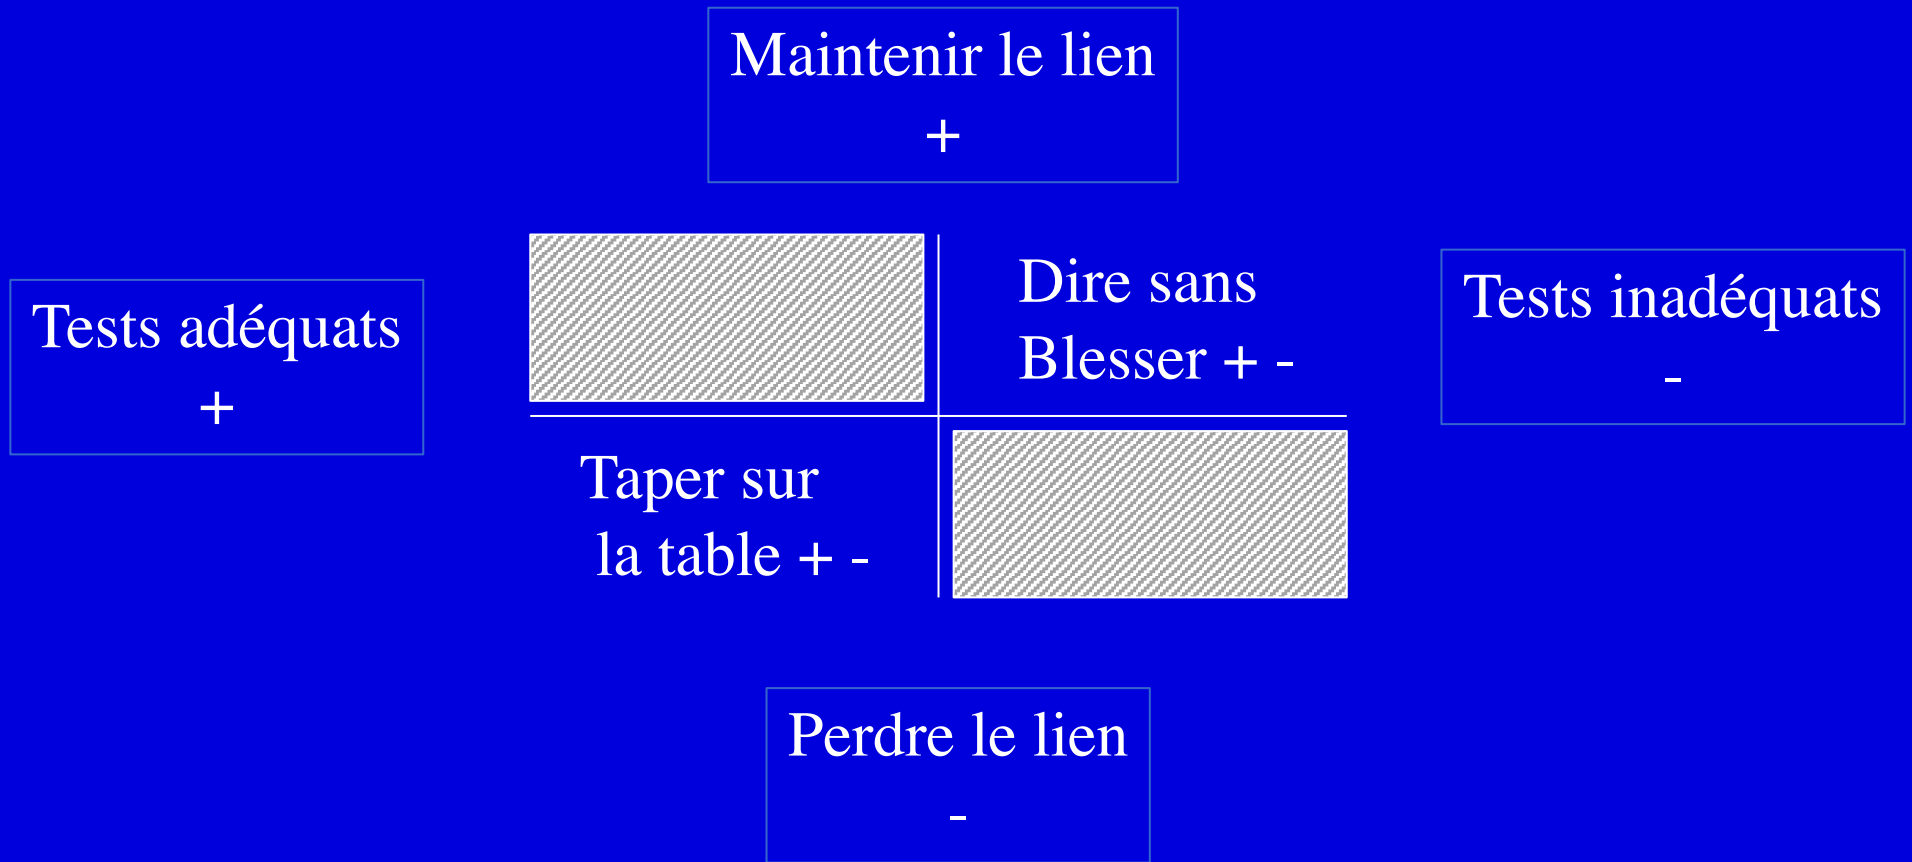 Maintenir le lien
+
Tests adéquats
+
Dire sans
Blesser + -
Tests inadéquats
-
Taper sur
la table + -
Perdre le lien
-